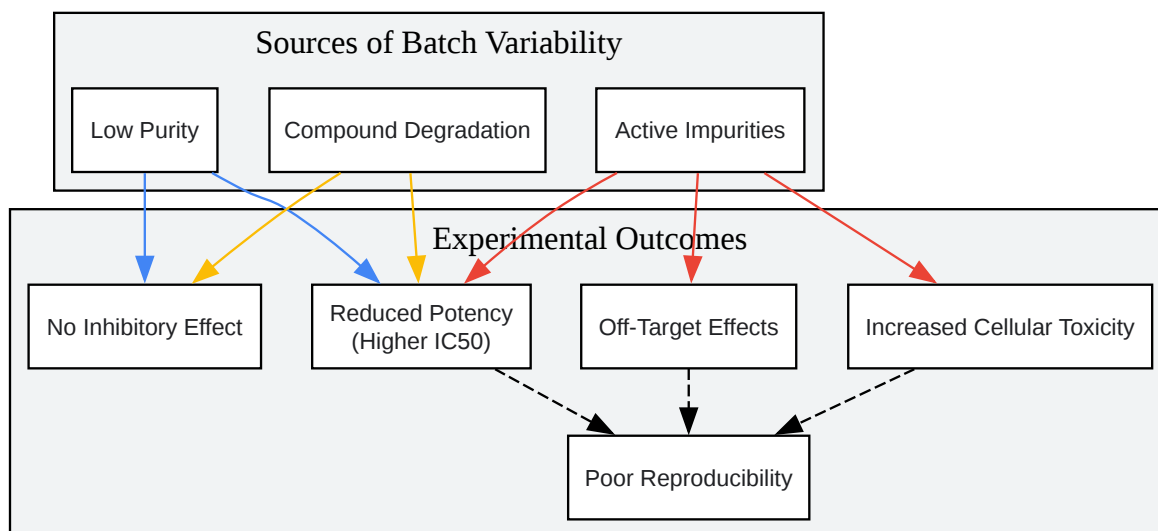 Sources of Batch Variability
Low Purity
Compound Degradation
Active Impurities
Experimental Outcomes
No Inhibitory Effect
Reduced Potency
(Higher IC50)
Off-Target Effects
Increased Cellular Toxicity
Poor Reproducibility